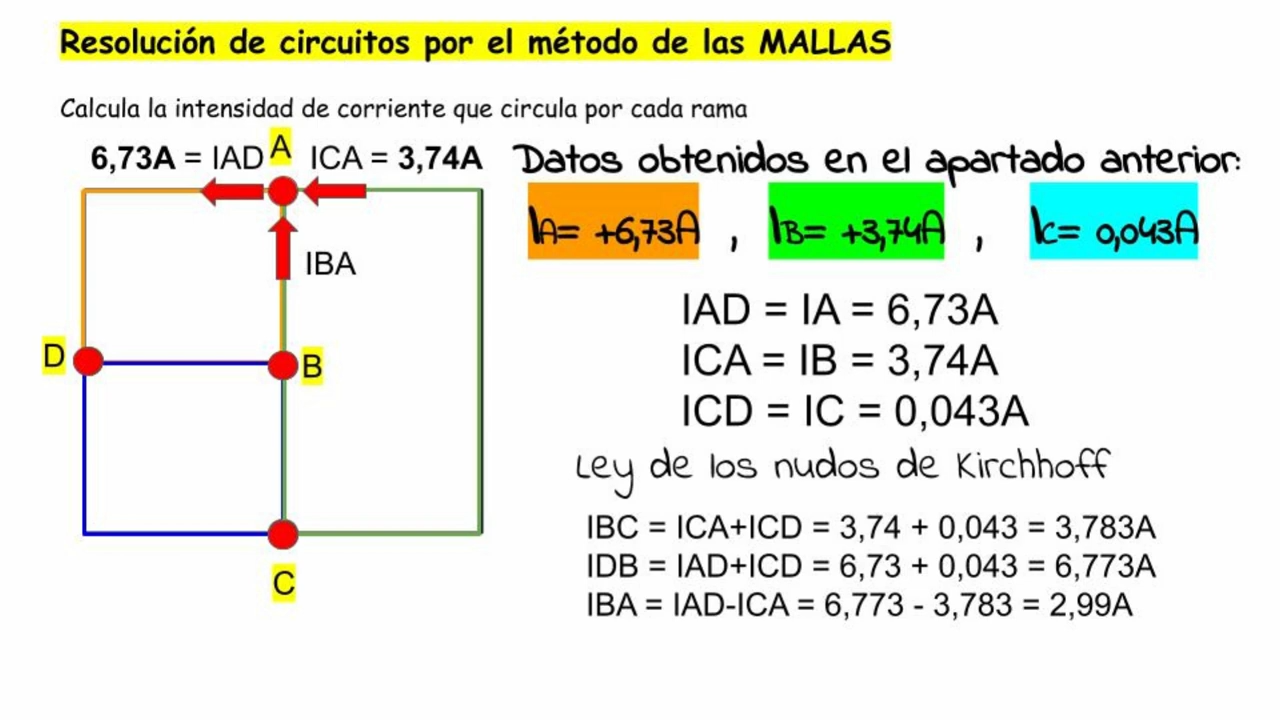 Resolución de circuitos por el método de las MALLAS
Calcula la intensidad de corriente que circula por cada rama
6,73A = IAD A ICA = 3,74A
IBA
D
B
C
Datos obtenidos en el apartado anterior:
IA= +6,73A , IB= +3,74A , IC= 0,043A
IAD = IA = 6,73A
ICA = IB = 3,74A
ICD = IC = 0,043A
Ley de los nudos de Kirchhoff
IBC = ICA+ICD = 3,74 + 0,043 = 3,783A
IDB = IAD+ICD = 6,73 + 0,043 = 6,773A
IBA = IAD-ICA = 6,773 - 3,783 = 2,99A